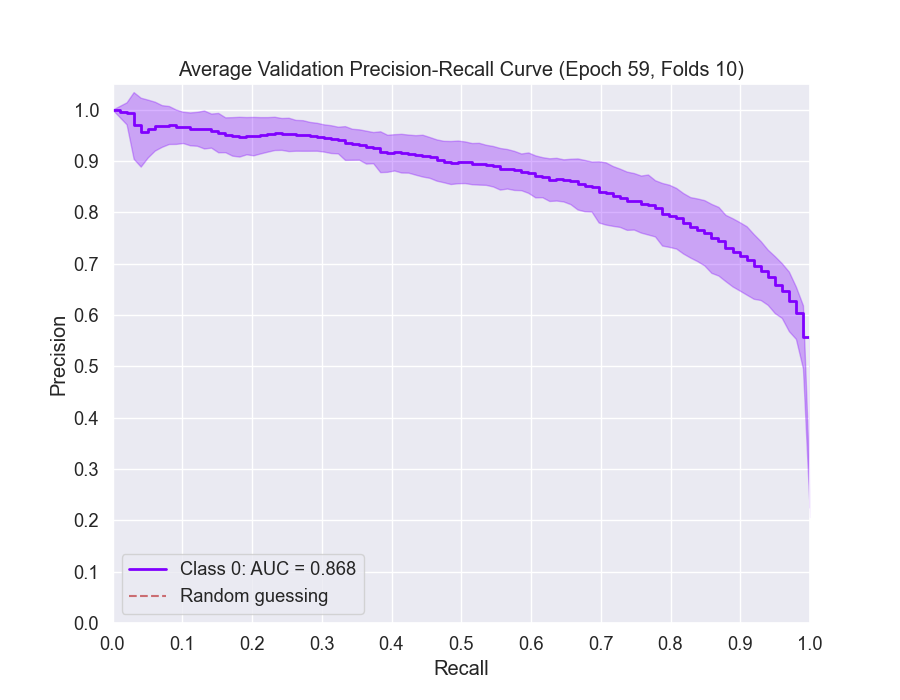 Average Validation Precision-Recall Curve (Epoch 59, Folds 10)
1.0
0.9
0.8
0.7
0.6
0.5
0.4
0.3
0.2
0.1
0.0
Precision
Class 0: AUC = 0.868
Random guessing
0.0 0.1 0.2 0.3 0.4 0.5 0.6 0.7 0.8 0.9 1.0
Recall